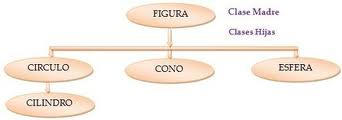 FIGURA
Clase Madre
Clases Hijas
CIRCULO
CONO
ESFERA
CILINDRO